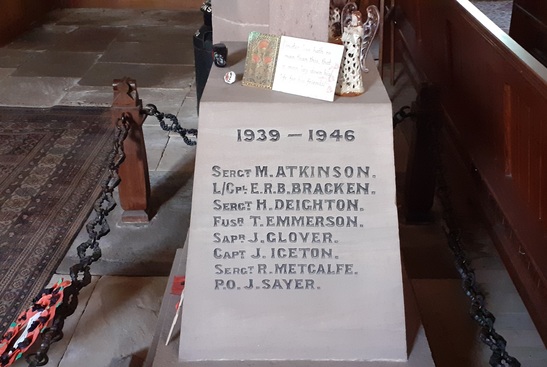 1939 — 1946
SERGT M. ATKINSON.
L/CPL E.R.B. BRACKEN.
SERGT H. DEIGHTON.
FUSR T. EMMERSON.
SAPR J. GLOVER.
CAPT J. ICETON.
SERGT R. METCALFE.
P.O. J. SAYER.